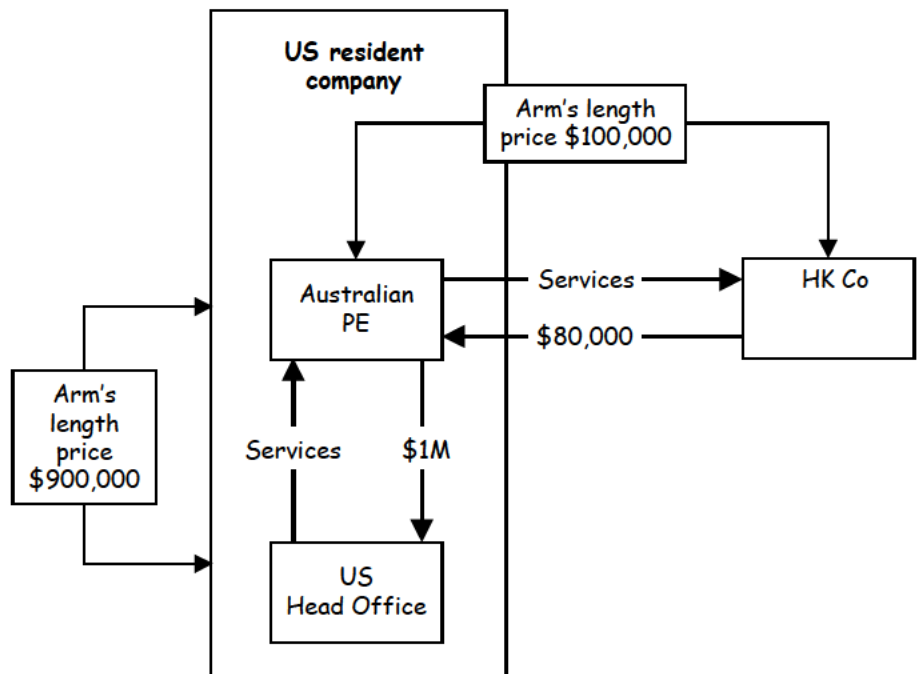 US resident
company
Arm's length
price $100,000
Australian
PE
Services
HK Co
$80,000
Arm's
length
price
$900,000
Services
$1M
US
Head Office